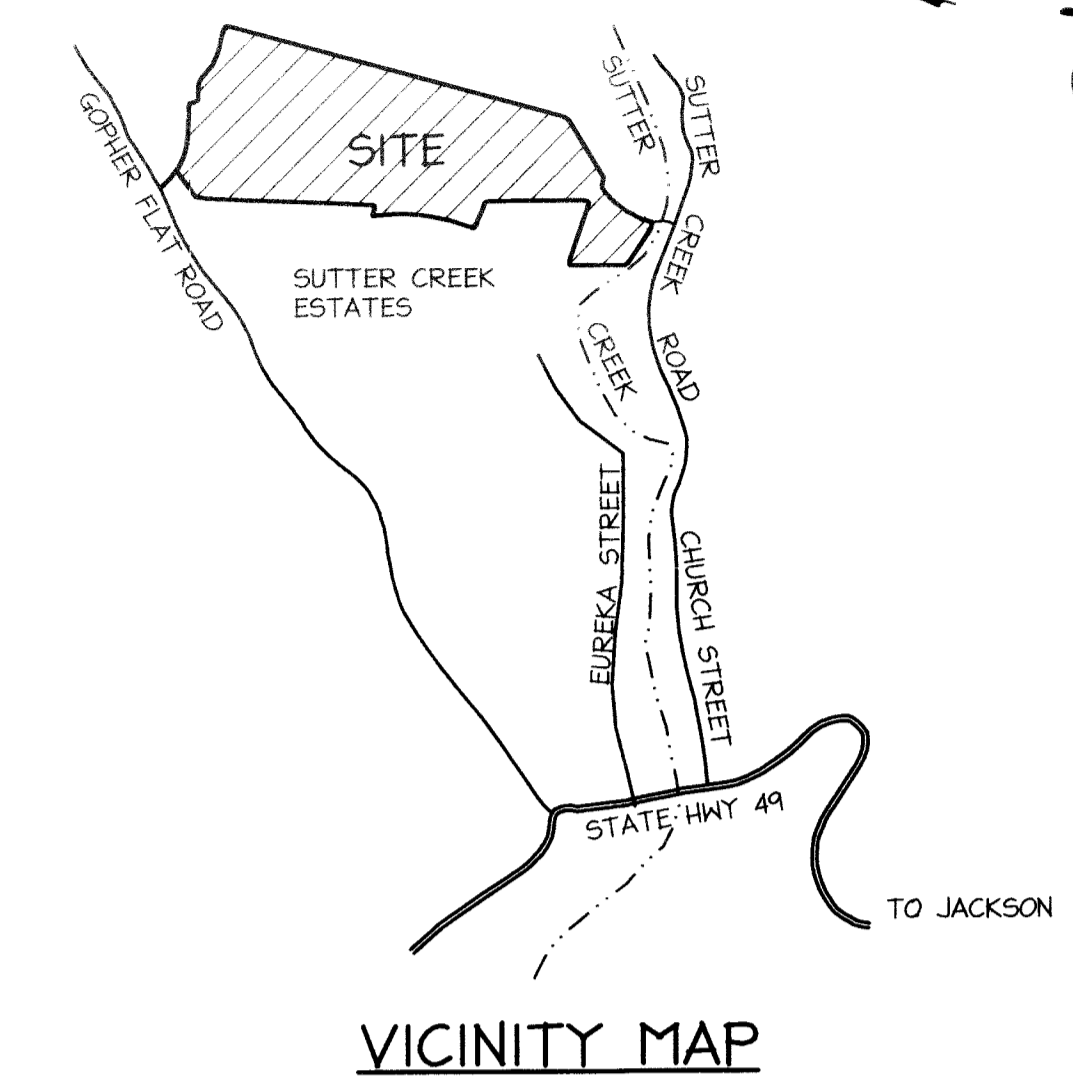 GOPHER FLAT ROAD
SITE
SUTTER
SUTTER
CREEK
ROAD
SUTTER CREEK
ESTATES
CREEK
EUREKA STREET
CHURCH STREET
STATE HWY 49
TO JACKSON
VICINITY MAP